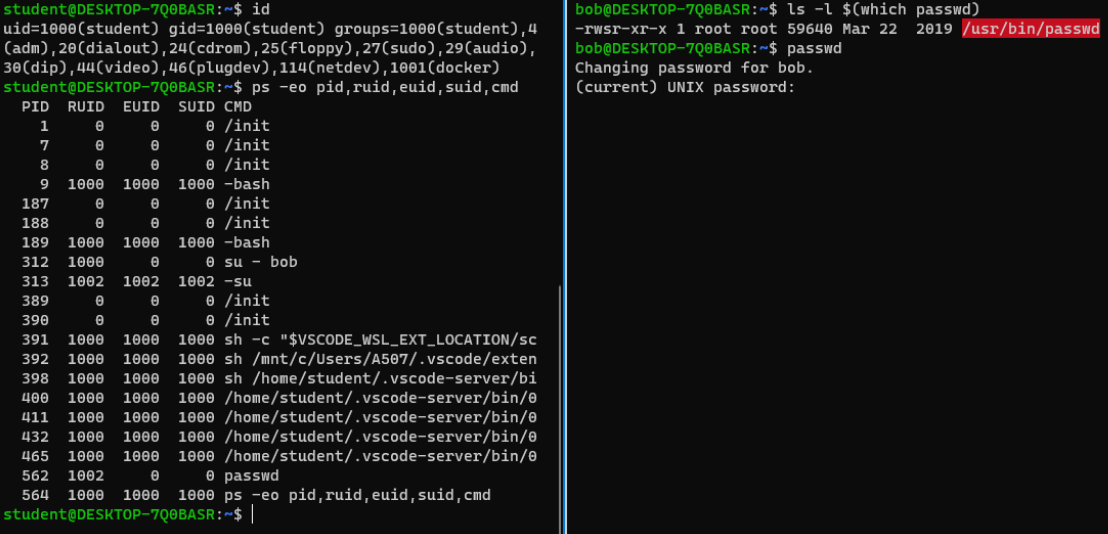 student@DESKTOP-7Q0BASR:~$ id
uid=1000(student) gid=1000(student) groups=1000(student),4
(adm),20(dialout),24(cdrom),25(floppy),27(sudo),29(audio),
30(dip),44(video),46(plugdev),114(netdev),1001(docker)
student@DESKTOP-7Q0BASR:~$ ps -eo pid,ruid,euid,suid,cmd
  PID  RUID  EUID  SUID CMD
    1     0     0     0 /init
    7     0     0     0 /init
    8     0     0     0 /init
    9  1000  1000  1000 -bash
  187     0     0     0 /init
  188     0     0     0 /init
  189  1000  1000  1000 -bash
  312  1000     0     0 su - bob
  313  1002  1002  1002 -su
  389     0     0     0 /init
  390     0     0     0 /init
  391  1000  1000  1000 sh -c "$VSCODE_WSL_EXT_LOCATION/sc
  392  1000  1000  1000 sh /mnt/c/Users/A507/.vscode/exten
  398  1000  1000  1000 sh /home/student/.vscode-server/bi
  400  1000  1000  1000 /home/student/.vscode-server/bin/0
  411  1000  1000  1000 /home/student/.vscode-server/bin/0
  432  1000  1000  1000 /home/student/.vscode-server/bin/0
  465  1000  1000  1000 /home/student/.vscode-server/bin/0
  562  1002     0     0 passwd
  564  1000  1000  1000 ps -eo pid,ruid,euid,suid,cmd
student@DESKTOP-7Q0BASR:~$
bob@DESKTOP-7Q0BASR:~$ ls -l $(which passwd)
-rwsr-xr-x 1 root root 59640 Mar 22  2019 /usr/bin/passwd
bob@DESKTOP-7Q0BASR:~$ passwd
Changing password for bob.
(current) UNIX password: